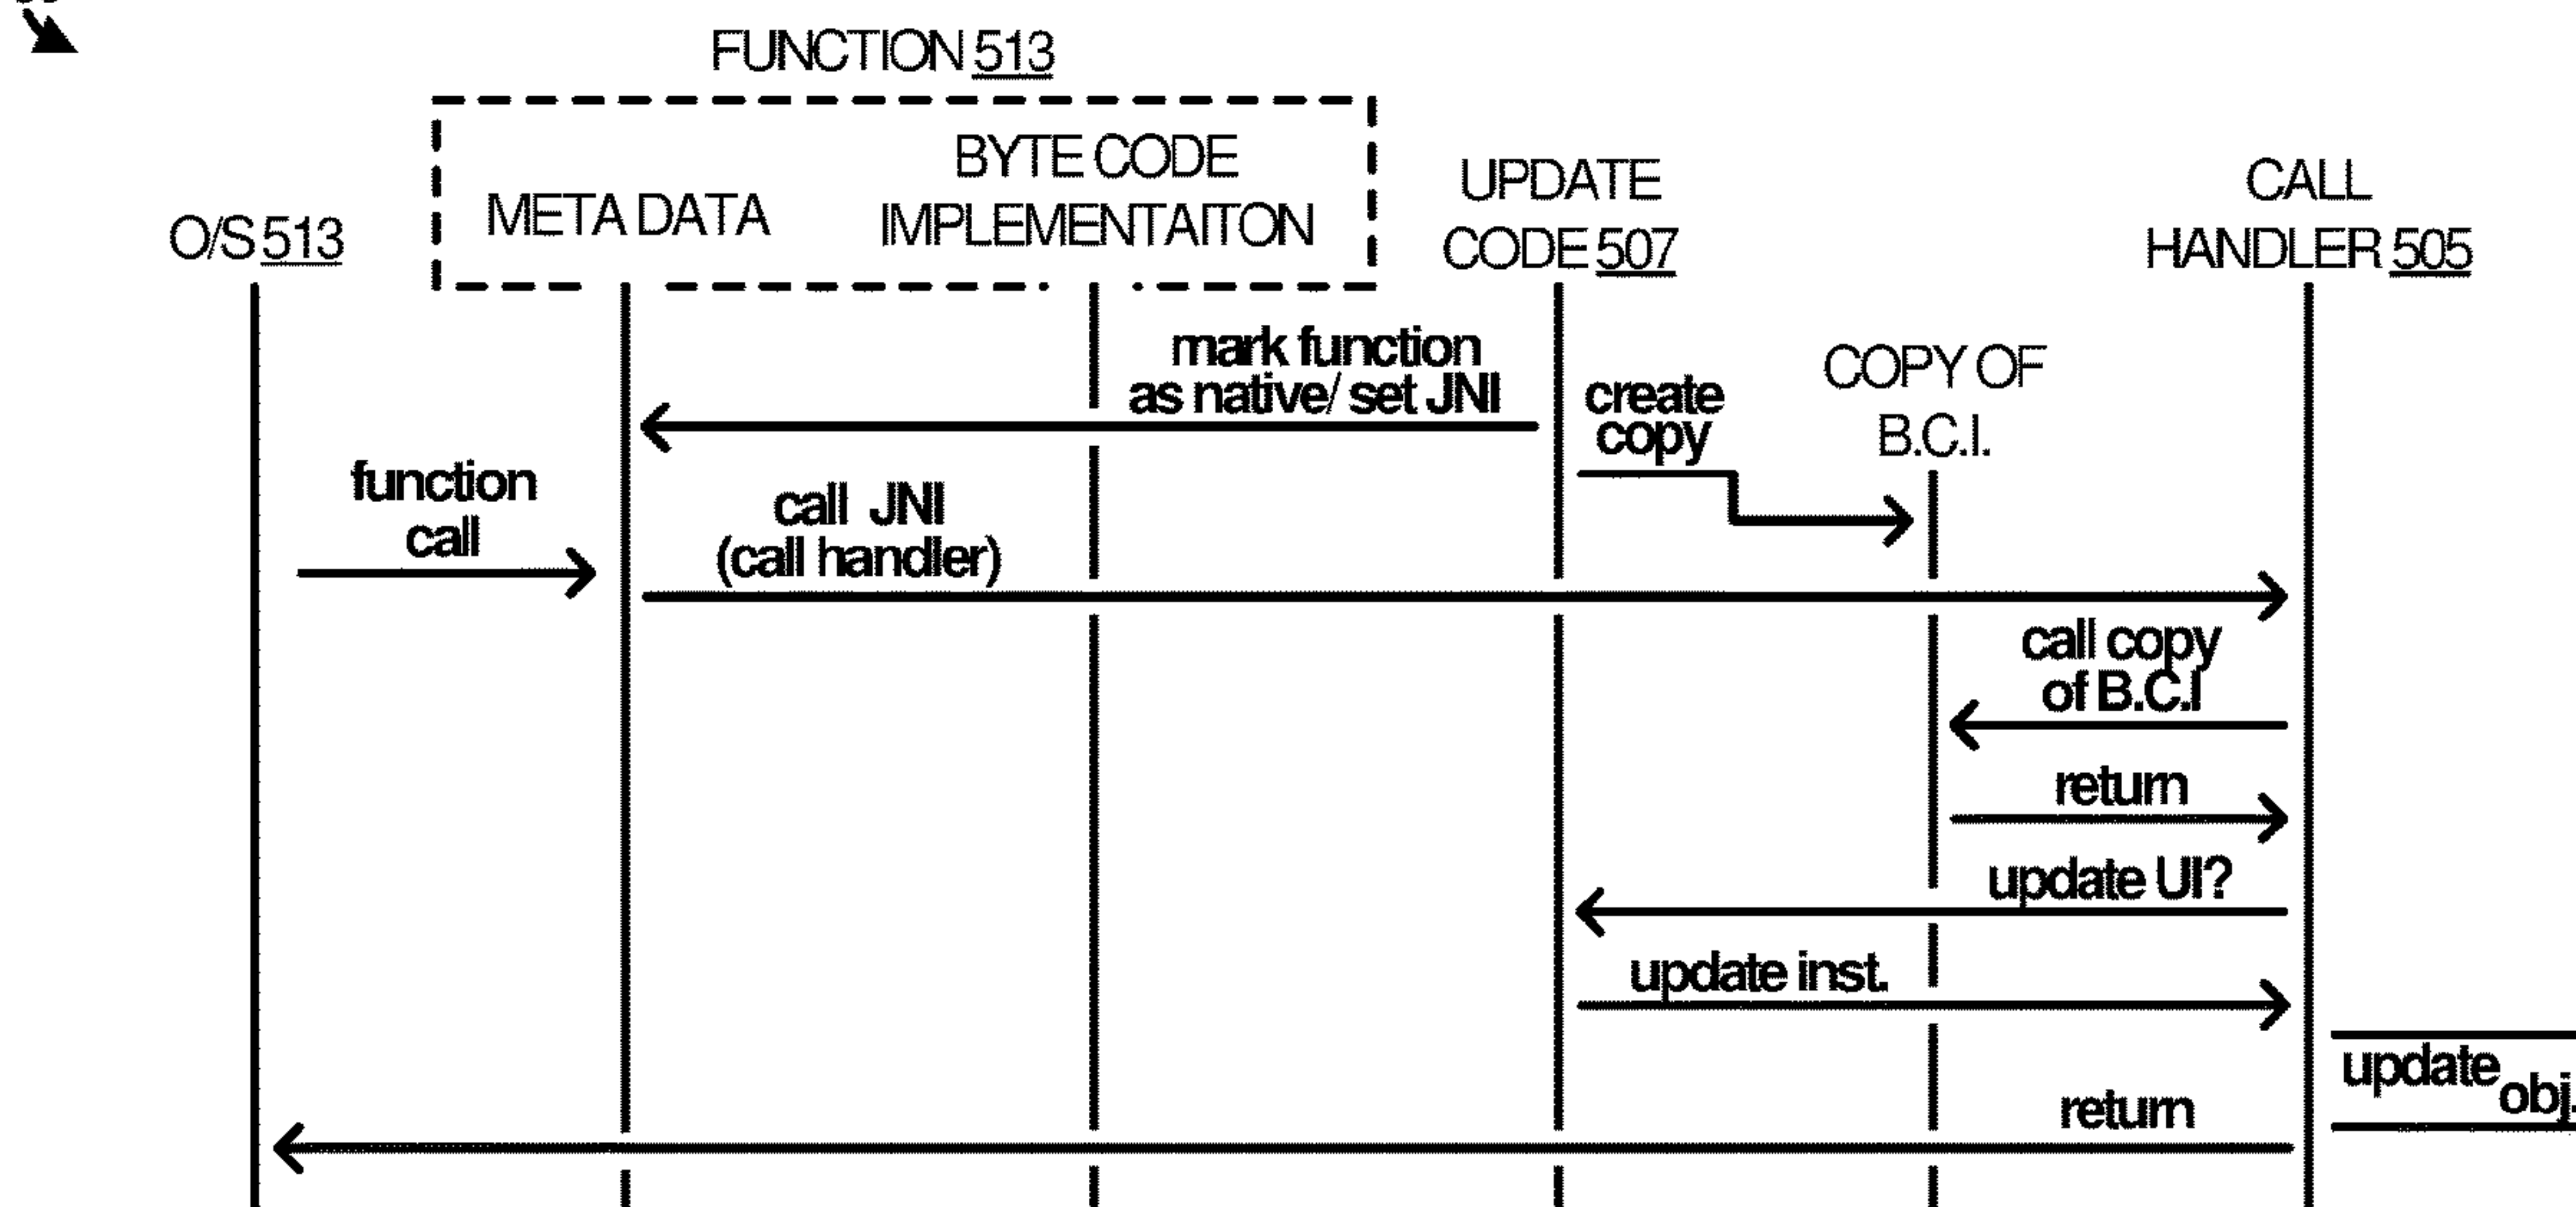 FUNCTION 513
BYTE CODE
IMPLEMENTAITON
META DATA
O/S 513
UPDATE
CODE 507
CALL
HANDLER 505
mark function
as native/ set JNI
create
copy
COPY OF
B.C.I.
function
call
call JNI
(call handler)
call copy
of B.C.I
return
update UI?
update inst.
update
obj.
return